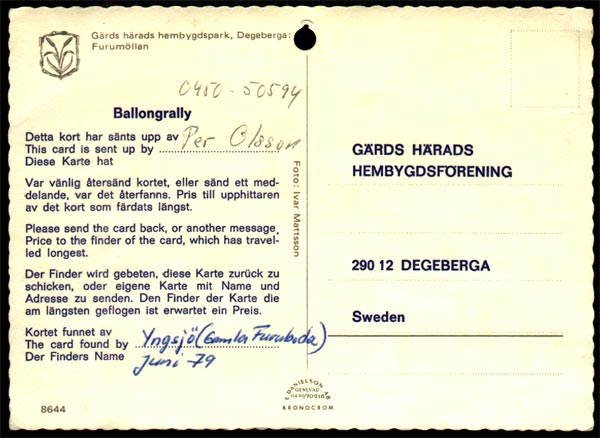 Gärds härads hembygdspark, Degeberga:
Furumöllan
0450-50594
Ballongrally
Detta kort har sänts upp av
This card is sent up by Per Olsson
Diese Karte hat
Var vänlig återsänd kortet, eller sänd ett med-
delande, var det återfanns. Pris till upphittaren
av det kort som färdats längst.
Please send the card back, or another message.
Price to the finder of the card, which has travel-
led longest.
Der Finder wird gebeten, diese Karte zurück zu
schicken, oder eigene Karte mit Name und
Adresse zu senden. Den Finder der Karte die
am längsten geflogen ist erwartet ein Preis.
Kortet funnet av
The card found by Yngsjö (Gamla Furuboda)
Der Finders Name Juni 79
8644
Foto: Ivar Mattsson
E. DANIELSON AB
GENEVAD
KRONOCROM
GÄRDS HÄRADS
HEMBYGDSFÖRENING
290 12 DEGEBERGA
Sweden